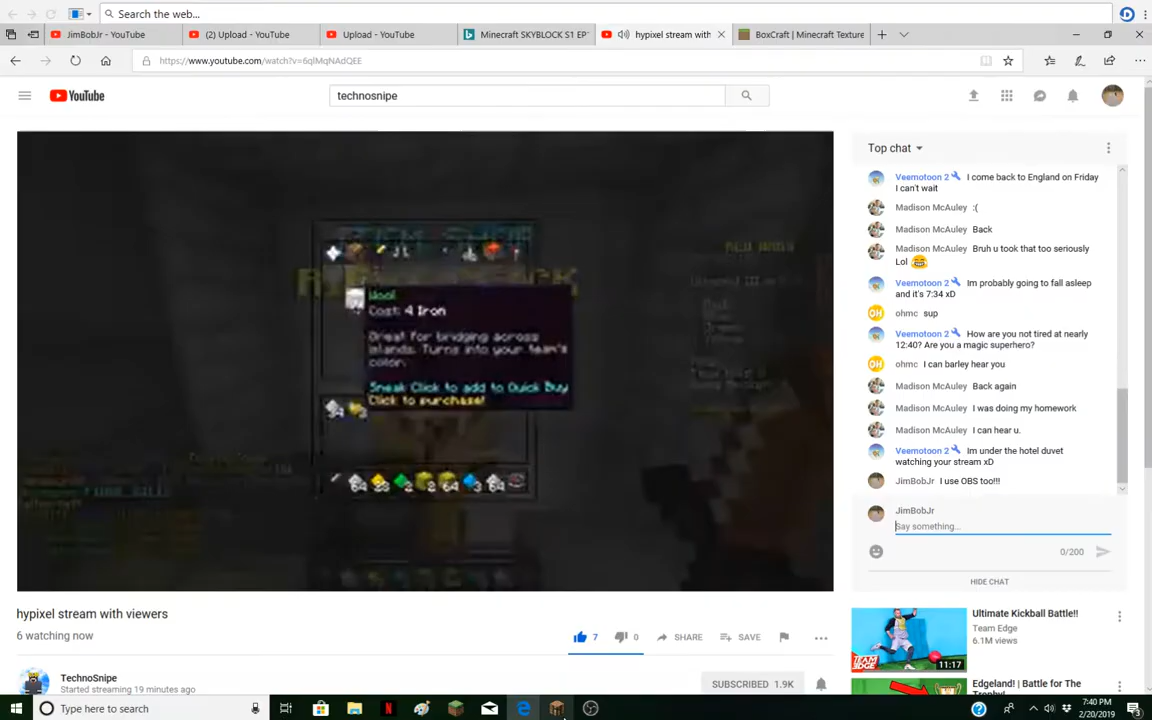 Search the web...
JimBobJr - YouTube
(2) Upload - YouTube
Upload - YouTube
Minecraft SKYBLOCK S1 EP
hypixel stream with
BoxCraft | Minecraft Texture
https://www.youtube.com/watch?v=6qIMqNAdQEE
YouTube
technosnipe
Wool
Cost: 4 Iron
Great for bridging across
islands. Turns into your team's
color.
Sneak Click to add to Quick Buy
Click to purchase!
64
64
64
Top chat
Veemotoon 2 I come back to England on Friday
I can't wait
Madison McAuley :(
Madison McAuley Back
Madison McAuley Bruh u took that too seriously
Lol
Veemotoon 2 Im probably going to fall asleep
and it's 7:34 xD
OH ohmc sup
Veemotoon 2 How are you not tired at nearly
12:40? Are you a magic superhero?
OH ohmc I can barley hear you
Madison McAuley Back again
Madison McAuley I was doing my homework
Madison McAuley I can hear u.
Veemotoon 2 Im under the hotel duvet
watching your stream xD
JimBobJr I use OBS too!!!
JimBobJr
Say something...
0/200
HIDE CHAT
hypixel stream with viewers
6 watching now
7
0
SHARE
SAVE
TechnoSnipe
Started streaming 19 minutes ago
SUBSCRIBED 1.9K
TEAM EDGE
11:17
Ultimate Kickball Battle!!
Team Edge
6.1M views
Edgeland! | Battle for The
Trophy!
Type here to search
7:40 PM
2/20/2019
3